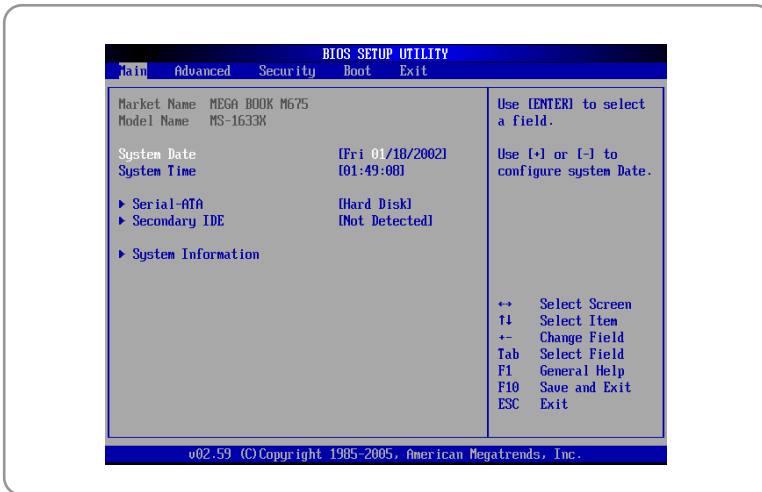 BIOS SETUP UTILITY
Main Advanced Security Boot Exit
Market Name MEGA BOOK M675
Model Name MS-1633X
System Date [Fri 01/18/2002]
System Time [01:49:08]
▶ Serial-ATA [Hard Disk]
▶ Secondary IDE [Not Detected]
▶ System Information
Use [ENTER] to select
a field.
Use [+] or [-] to
configure system Date.
↔ Select Screen
↑↓ Select Item
+- Change Field
Tab Select Field
F1 General Help
F10 Save and Exit
ESC Exit
v02.59 (C)Copyright 1985-2005, American Megatrends, Inc.